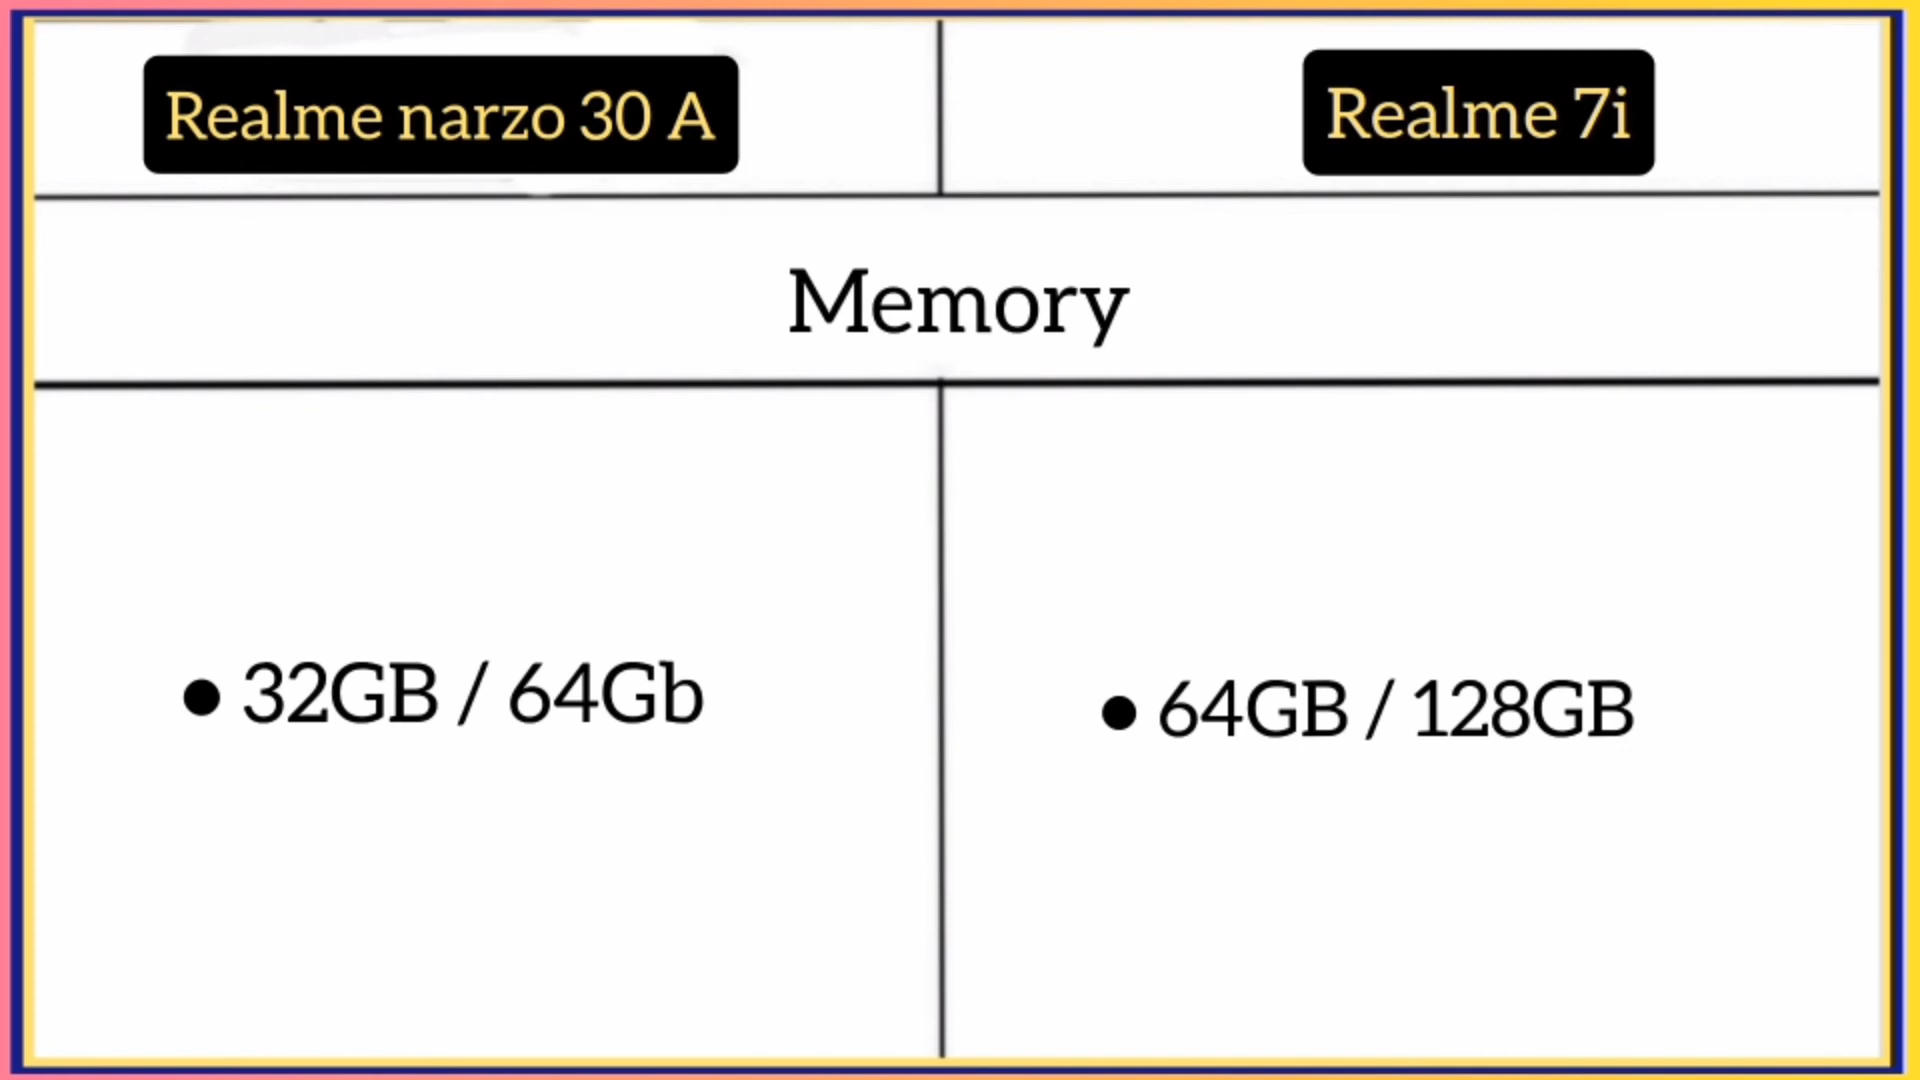 Realme narzo 30 A
Realme 7i
Memory
• 32GB / 64Gb
• 64GB / 128GB